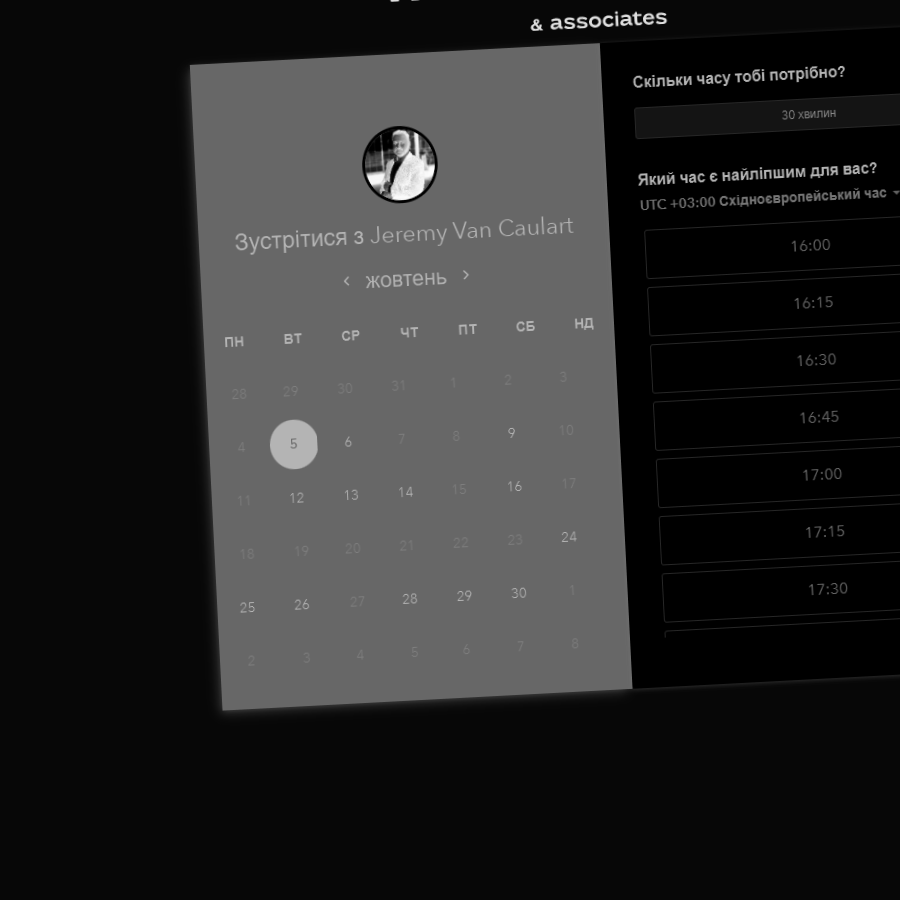 & associates
Зустрітися з Jeremy Van Caulart
жовтень
ПН ВТ СР ЧТ ПТ СБ НД
28 29 30 31 1 2 3
4 5 6 7 8 9 10
11 12 13 14 15 16 17
18 19 20 21 22 23 24
25 26 27 28 29 30 1
2 3 4 5 6 7 8
Скільки часу тобі потрібно?
30 хвилин
Який час є найліпшим для вас?
UTC +03:00 Східноєвропейський час
16:00
16:15
16:30
16:45
17:00
17:15
17:30